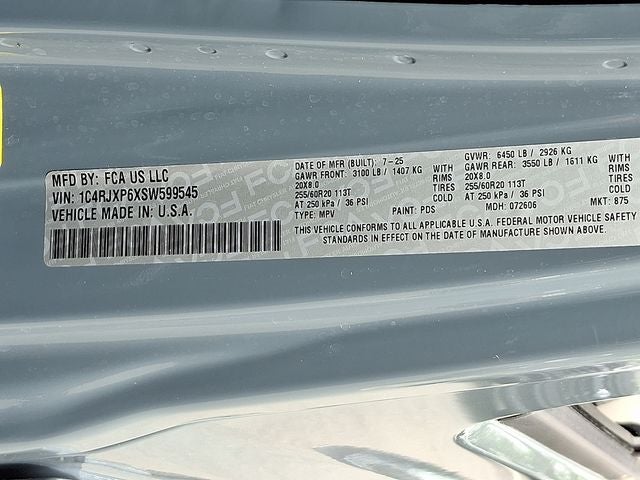 MFD BY: FCA US LLC
VIN: 1C4RJXP6XSW599545
VEHICLE MADE IN: U.S.A.
DATE OF MFR (BUILT): 7-25
GAWR FRONT: 3100 LB / 1407 KG WITH
20X8.0 RIMS
255/60R20 113T TIRES
AT 250 kPa / 36 PSI COLD
TYPE: MPV PAINT: PDS
GVWR: 6450 LB / 2926 KG
GAWR REAR: 3550 LB / 1611 KG WITH
20X8.0 RIMS
255/60R20 113T TIRES
AT 250 kPa / 36 PSI COLD
MDH: 072606 MKT: 875
THIS VEHICLE CONFORMS TO ALL APPLICABLE U.S.A. FEDERAL MOTOR VEHICLE SAFETY
STANDARDS IN EFFECT ON THE DATE OF MANUFACTURE SHOWN ABOVE.